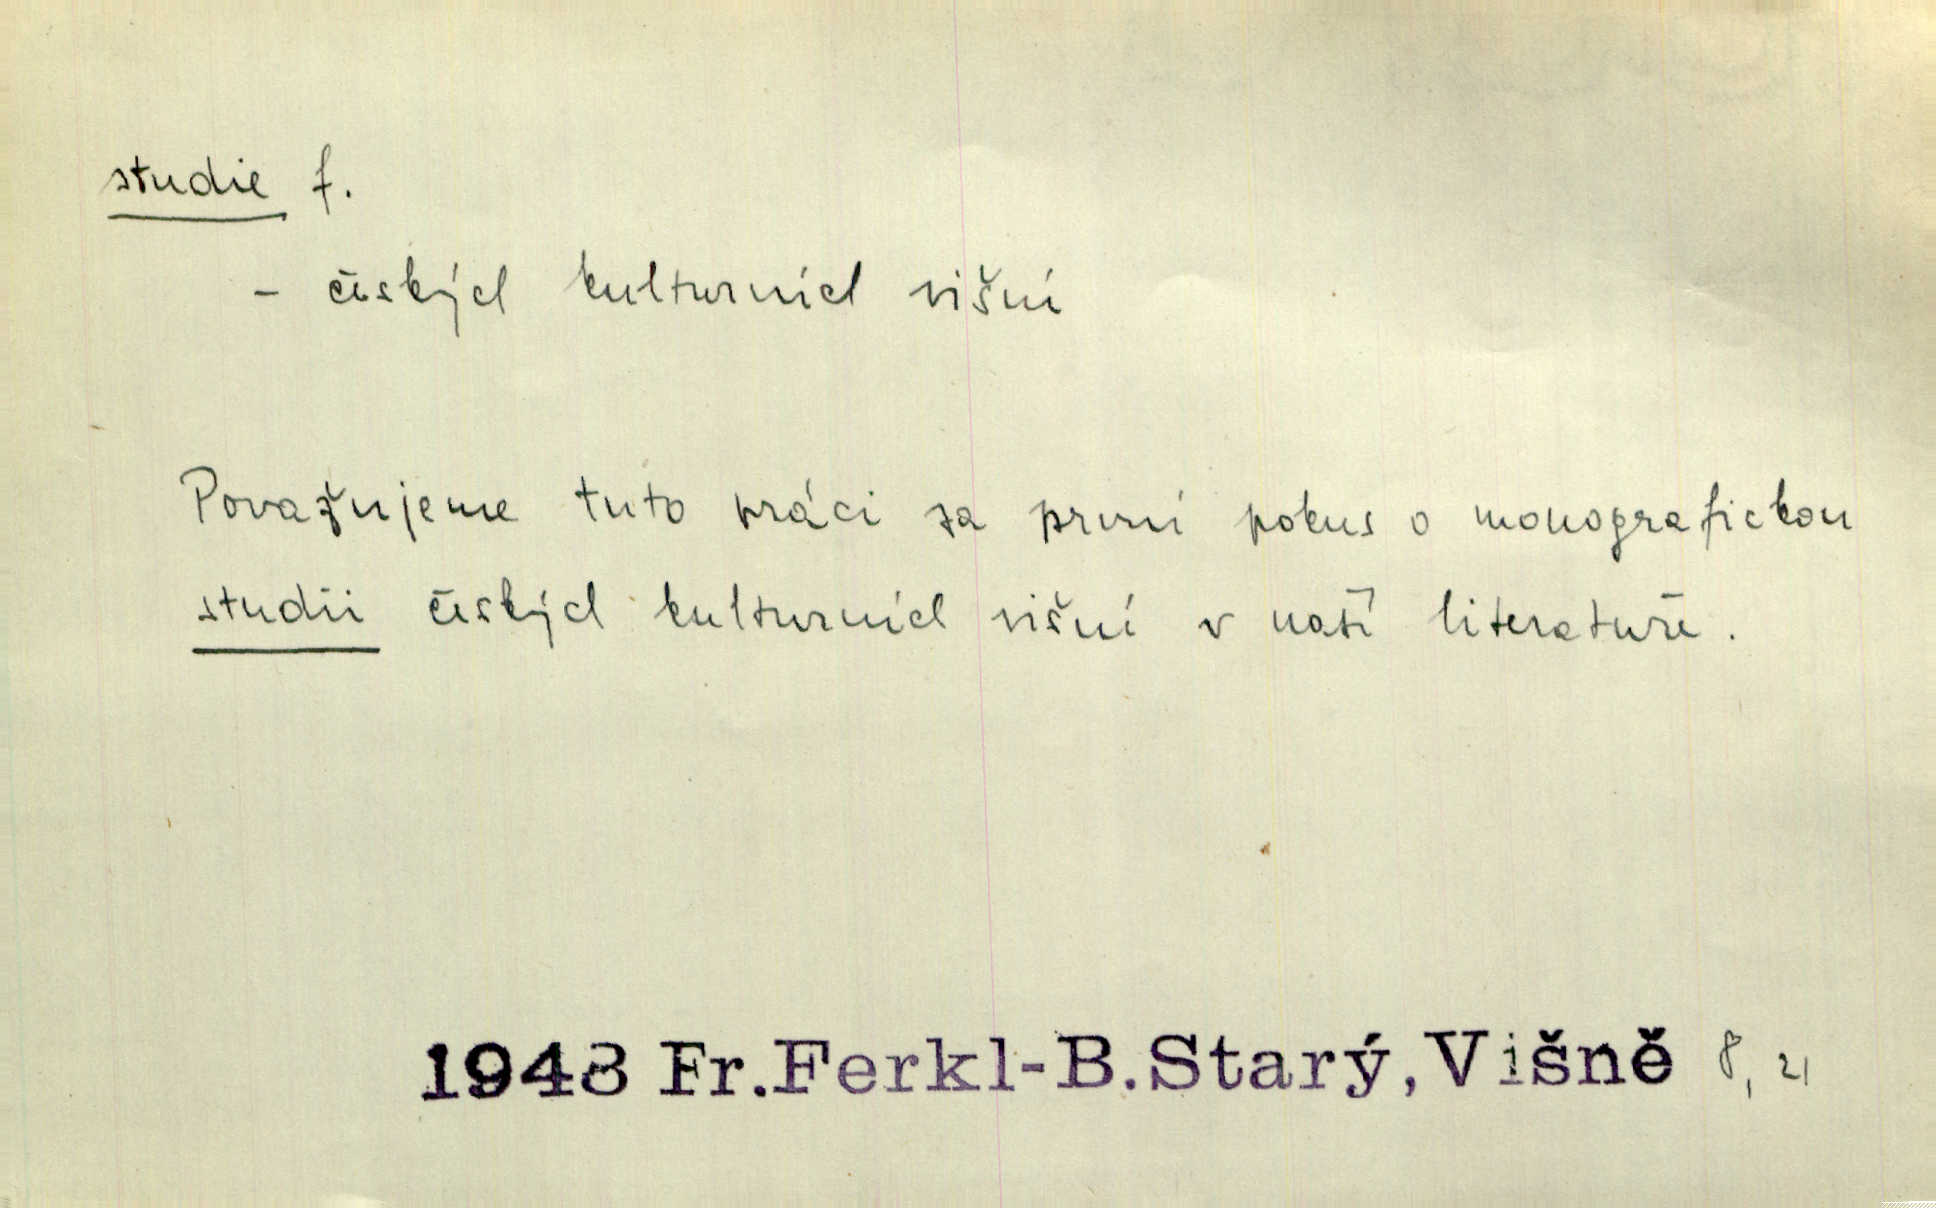 studie f.
- českých kulturních višní
Považujeme tuto práci za první pokus o monografickou
studii českých kulturních višní v naší literatuře.
1948 Fr.Ferkl-B.Starý,Višně 8, 21